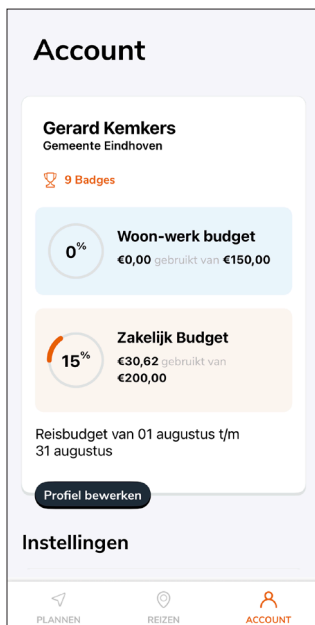 Account
Gerard Kemkers
Gemeente Eindhoven
9 Badges
0%
Woon-werk budget
€0,00 gebruikt van €150,00
15%
Zakelijk Budget
€30,62 gebruikt van
€200,00
Reisbudget van 01 augustus t/m
31 augustus
Profiel bewerken
Instellingen
PLANNEN
REIZEN
ACCOUNT